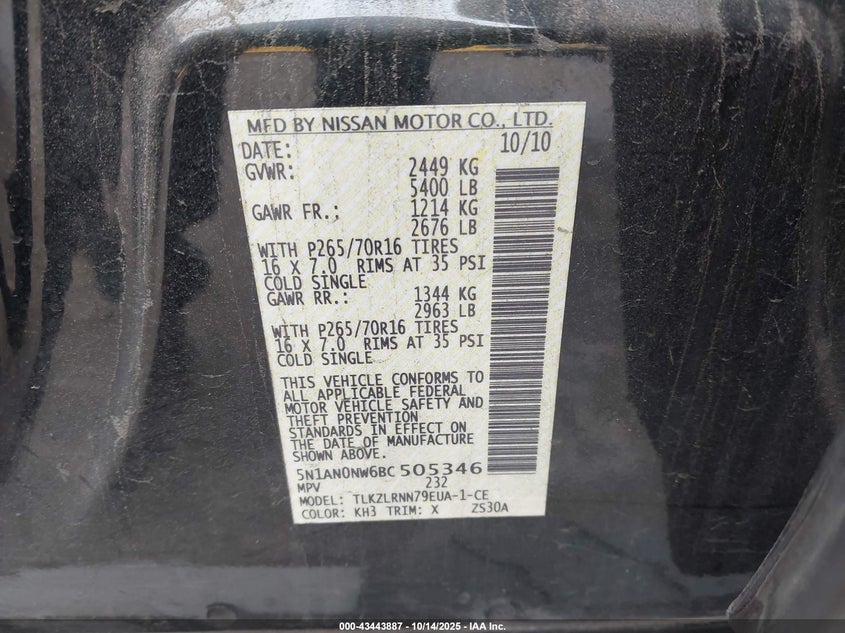 MFD BY NISSAN MOTOR CO., LTD.
DATE: 10/10
GVWR: 2449 KG
5400 LB
GAWR FR.: 1214 KG
2676 LB
WITH P265/70R16 TIRES
16 X 7.0 RIMS AT 35 PSI
COLD SINGLE
GAWR RR.: 1344 KG
2963 LB
WITH P265/70R16 TIRES
16 X 7.0 RIMS AT 35 PSI
COLD SINGLE
THIS VEHICLE CONFORMS TO
ALL APPLICABLE FEDERAL
MOTOR VEHICLE SAFETY AND
THEFT PREVENTION
STANDARDS IN EFFECT ON
THE DATE OF MANUFACTURE
SHOWN ABOVE.
5N1AN0NW6BC 505346
MPV 232
MODEL: TLKZLRNN79EUA-1-CE
COLOR: KH3 TRIM: X ZS30A
000-43443887 - 10/14/2025 - IAA Inc.